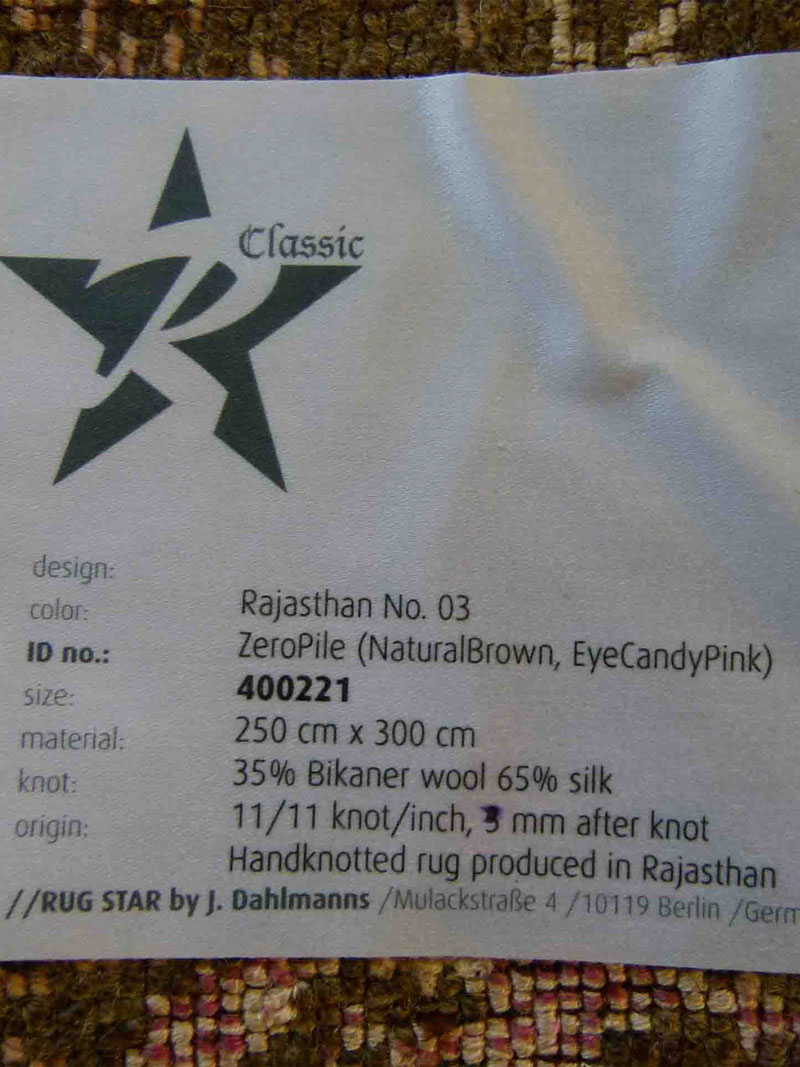 Classic
design:
color: Rajasthan No. 03
ID no.: ZeroPile (NaturalBrown, EyeCandyPink)
size: 400221
material: 250 cm x 300 cm
knot: 35% Bikaner wool 65% silk
origin: 11/11 knot/inch, mm after knot
Handknotted rug produced in Rajasthan
//RUG STAR by J. Dahlmanns /Mulackstraße 4 /10119 Berlin /Germ